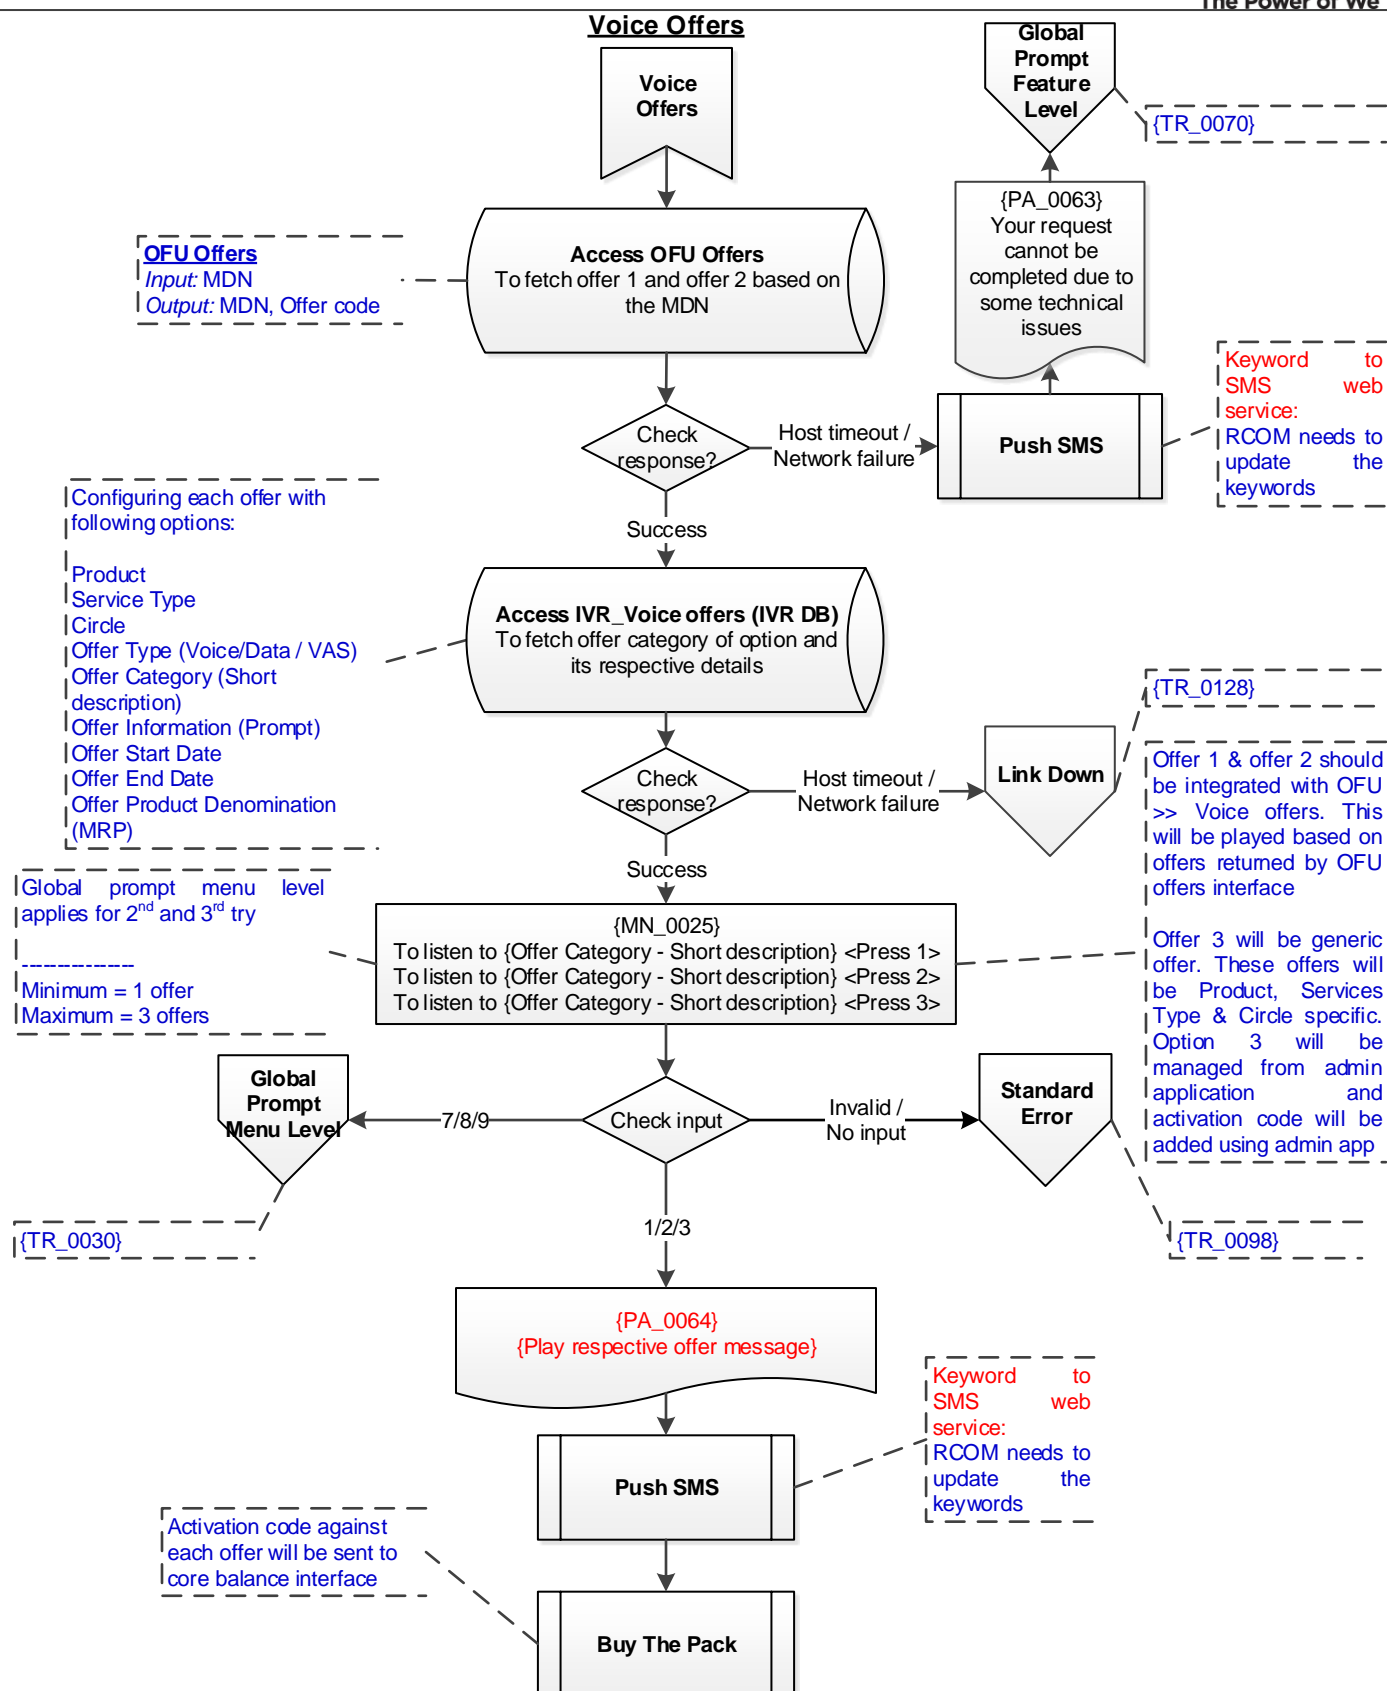 The Power of We
Voice Offers
Voice
Offers
Global
Prompt
Feature
Level
{TR_0070}
{PA_0063}
Your request
cannot be
completed due to
some technical
issues
OFU Offers
Input: MDN
Output: MDN, Offer code
Access OFU Offers
To fetch offer 1 and offer 2 based on
the MDN
Keyword to
SMS web
service:
RCOM needs to
update the
keywords
Check
response?
Host timeout /
Network failure
Push SMS
Success
Configuring each offer with
following options:
Product
Service Type
Circle
Offer Type (Voice/Data / VAS)
Offer Category (Short
description)
Offer Information (Prompt)
Offer Start Date
Offer End Date
Offer Product Denomination
(MRP)
Access IVR_Voice offers (IVR DB)
To fetch offer category of option and
its respective details
{TR_0128}
Check
response?
Host timeout /
Network failure
Link Down
Success
Offer 1 & offer 2 should
be integrated with OFU
>> Voice offers. This
will be played based on
offers returned by OFU
offers interface
Offer 3 will be generic
offer. These offers will
be Product, Services
Type & Circle specific.
Option 3 will be
managed from admin
application and
activation code will be
added using admin app
Global prompt menu level
applies for 2nd and 3rd try
----------------
Minimum = 1 offer
Maximum = 3 offers
{MN_0025}
To listen to {Offer Category - Short description} <Press 1>
To listen to {Offer Category - Short description} <Press 2>
To listen to {Offer Category - Short description} <Press 3>
Global
Prompt
Menu Level
7/8/9
Check input
Invalid /
No input
Standard
Error
{TR_0030}
1/2/3
{TR_0098}
{PA_0064}
{Play respective offer message}
Keyword to
SMS web
service:
RCOM needs to
update the
keywords
Push SMS
Activation code against
each offer will be sent to
core balance interface
Buy The Pack